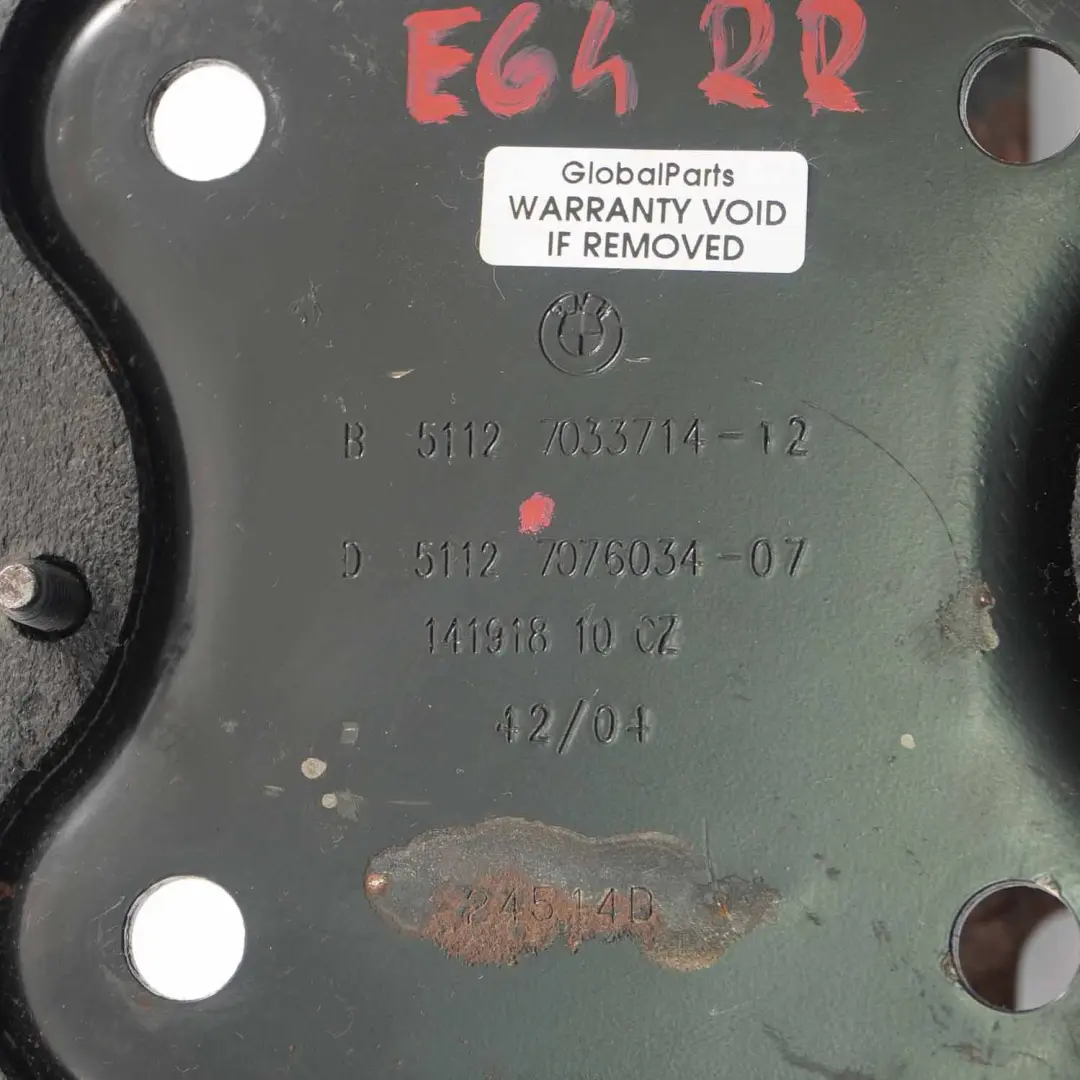 E64 RR
GlobalParts
WARRANTY VOID
IF REMOVED
BMW
B 5112 7033714-12
D 5112 7076034-07
141918 10 CZ
42/04
24514D